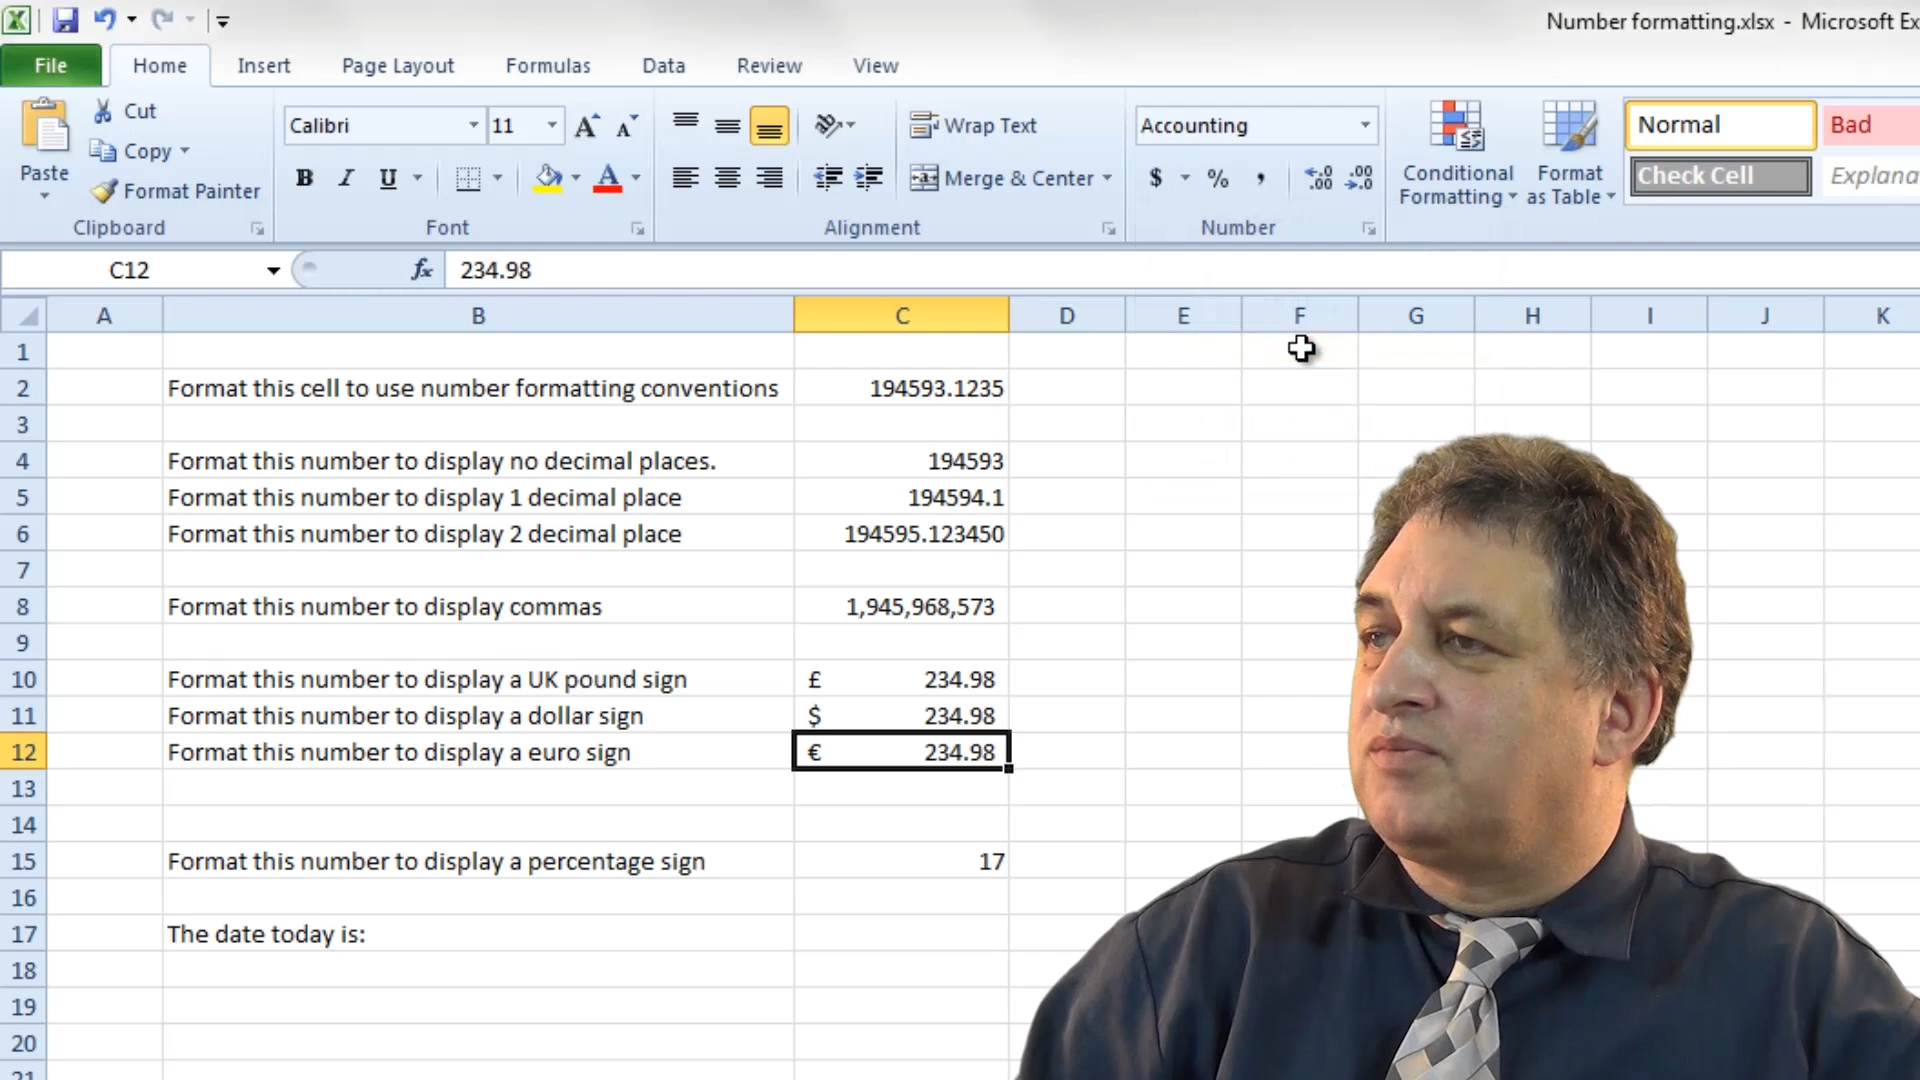 Number formatting.xlsx - Microsoft Ex
File Home Insert Page Layout Formulas Data Review View
Paste
Cut
Copy
Format Painter
Clipboard
Calibri 11
B I U
Font
Wrap Text
Merge & Center
Alignment
Accounting
$ % ,
Number
Conditional Formatting
Format as Table
Normal Bad
Check Cell Explana
C12 fx 234.98
A B C D E F G H I J K
1
2 Format this cell to use number formatting conventions 194593.1235
3
4 Format this number to display no decimal places. 194593
5 Format this number to display 1 decimal place 194594.1
6 Format this number to display 2 decimal place 194595.123450
7
8 Format this number to display commas 1,945,968,573
9
10 Format this number to display a UK pound sign £ 234.98
11 Format this number to display a dollar sign $ 234.98
12 Format this number to display a euro sign € 234.98
13
14
15 Format this number to display a percentage sign 17
16
17 The date today is:
18
19
20
21